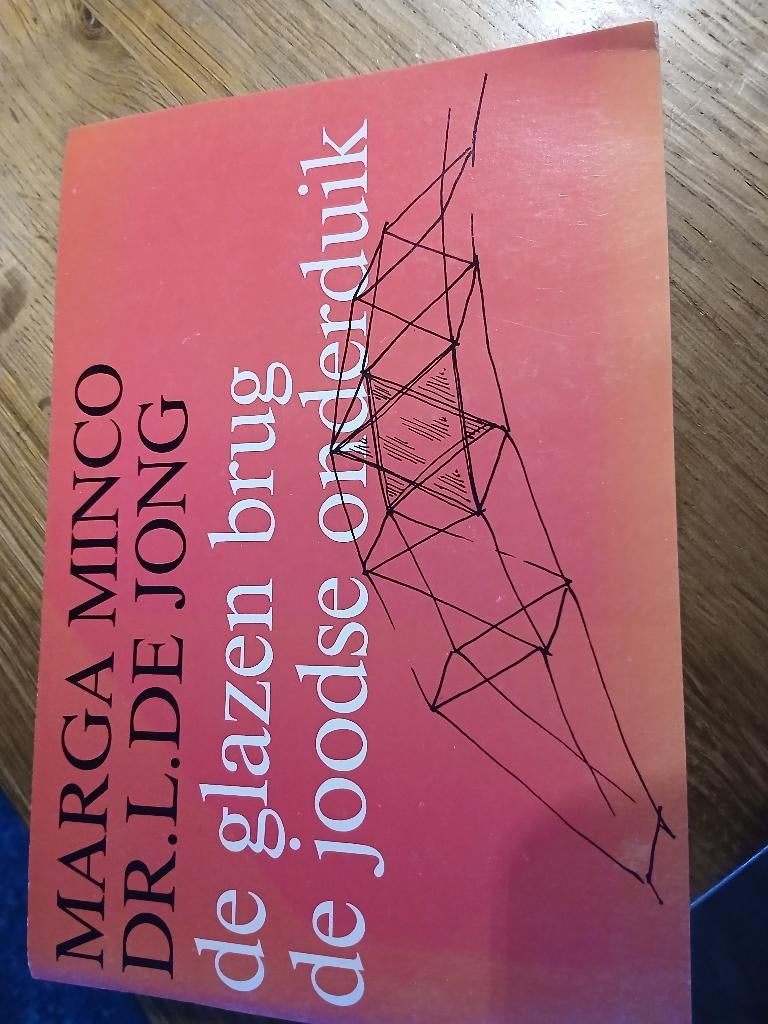 MARGA MINCO
DR.L.DE JONG
de glazen brug
de joodse onderduik